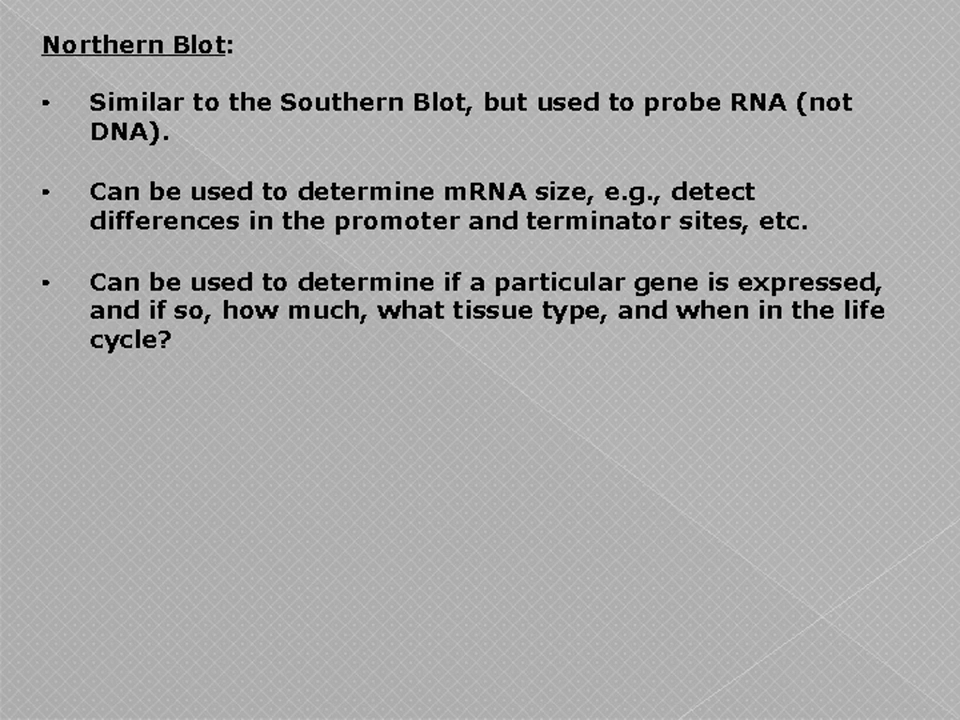 Northern Blot:
▪ Similar to the Southern Blot, but used to probe RNA (not
DNA).
▪ Can be used to determine mRNA size, e.g., detect
differences in the promoter and terminator sites, etc.
▪ Can be used to determine if a particular gene is expressed,
and if so, how much, what tissue type, and when in the life
cycle?